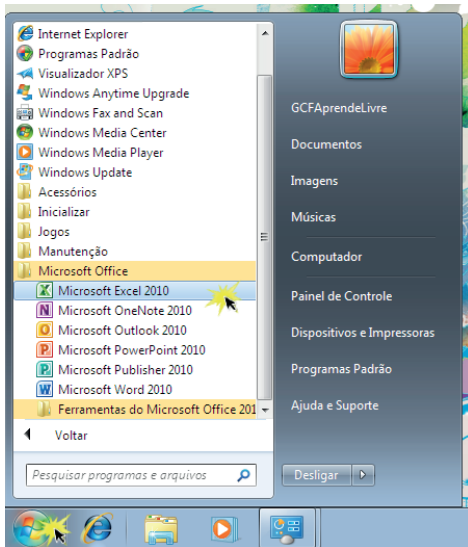 Internet Explorer
Programas Padrão
Visualizador XPS
Windows Anytime Upgrade
Windows Fax and Scan
Windows Media Center
Windows Media Player
Windows Update
Acessórios
Inicializar
Jogos
Manutenção
Microsoft Office
Microsoft Excel 2010
Microsoft OneNote 2010
Microsoft Outlook 2010
Microsoft PowerPoint 2010
Microsoft Publisher 2010
Microsoft Word 2010
Ferramentas do Microsoft Office 201
Voltar
Pesquisar programas e arquivos
GCFAprendeLivre
Documentos
Imagens
Músicas
Computador
Painel de Controle
Dispositivos e Impressoras
Programas Padrão
Ajuda e Suporte
Desligar